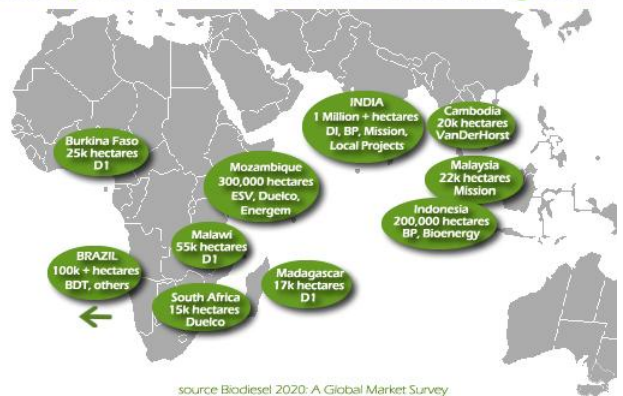 INDIA
1 Million + hectares
DI, BP, Mission,
Local Projects
Cambodia
20k hectares
VanDerHorst
Burkina Faso
25k hectares
D1
Mozambique
300,000 hectares
ESV, Duelco,
Energem
Malaysia
22k hectares
Mission
Indonesia
200,000 hectares
BP, Bioenergy
Malawi
55k hectares
D1
BRAZIL
100k + hectares
BDT, others
Madagascar
17k hectares
D1
South Africa
15k hectares
Duelco
source Biodiesel 2020: A Global Market Survey